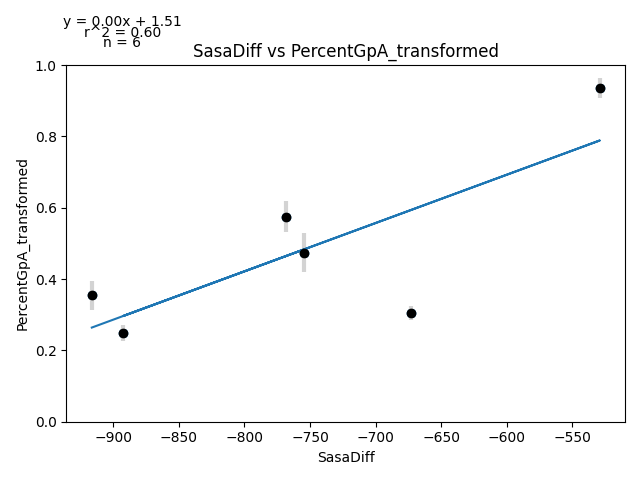 y = 0.00x + 1.51
r^2 = 0.60
n = 6
SasaDiff vs PercentGpA_transformed
1.0
0.8
0.6
0.4
0.2
0.0
PercentGpA_transformed
−900
−850
−800
−750
−700
−650
−600
−550
SasaDiff